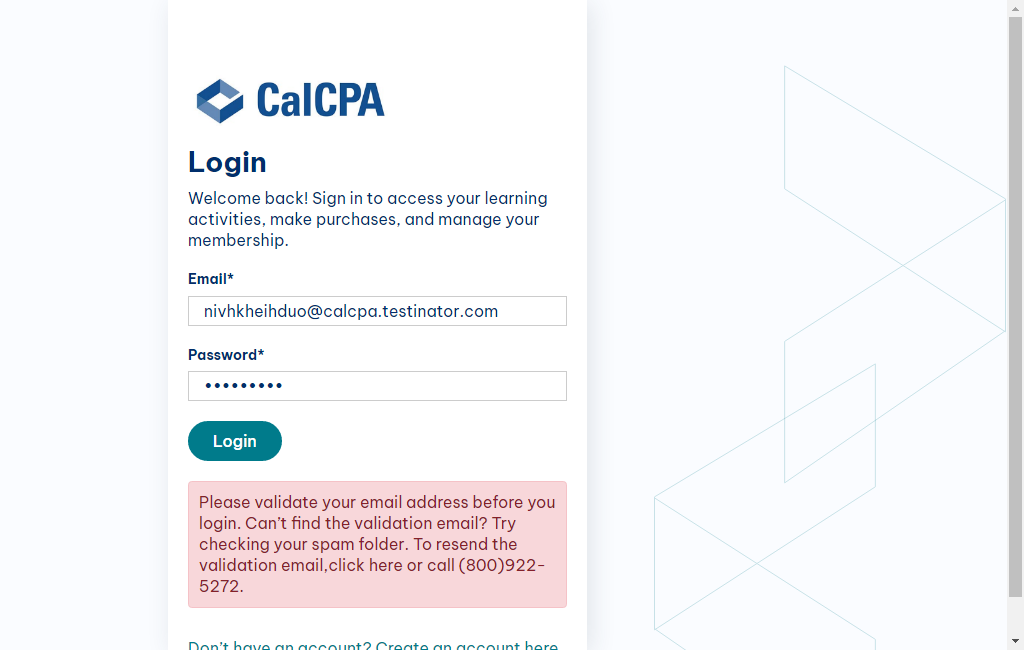 CalCPA
Login
Welcome back! Sign in to access your learning
activities, make purchases, and manage your
membership.
Email*
nivhkheihduo@calcpa.testinator.com
Password*
•••••••••
Login
Please validate your email address before you
login. Can’t find the validation email? Try
checking your spam folder. To resend the
validation email,click here or call (800)922-
5272.
Don’t have an account? Create an account here